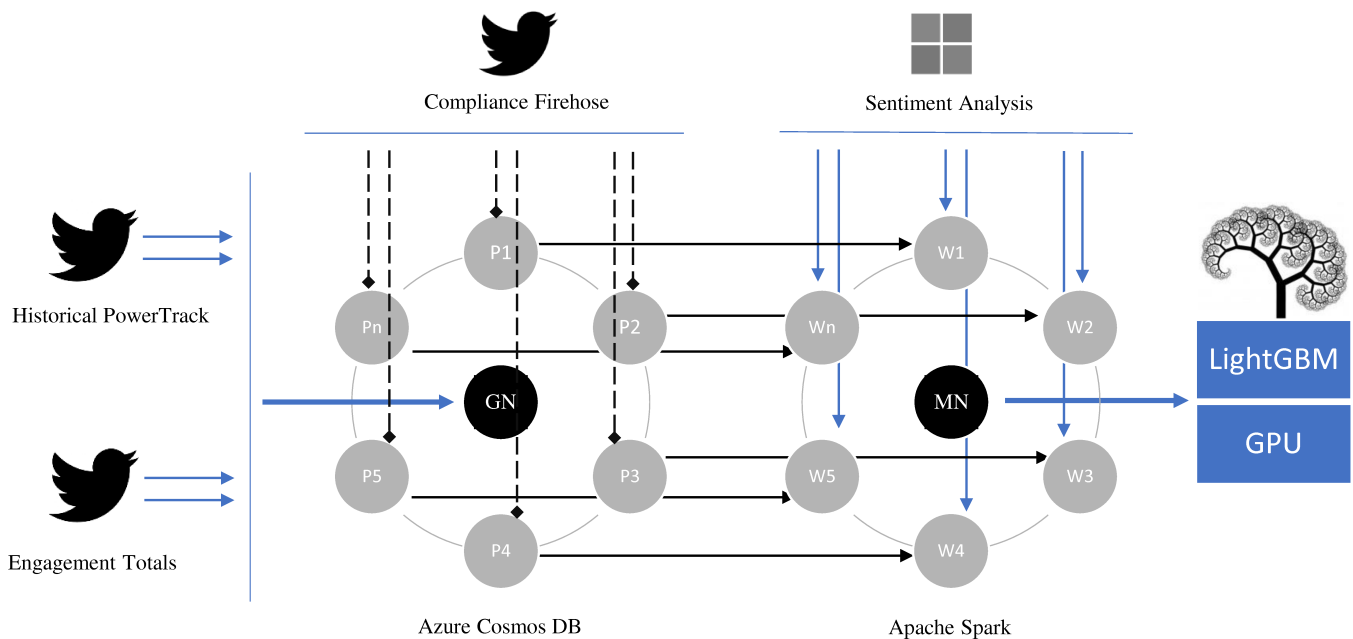 Compliance Firehose
Sentiment Analysis
Historical PowerTrack
Engagement Totals
P1
Pn
P2
GN
P5
P3
P4
W1
Wn
W2
MN
W5
W3
W4
LightGBM
GPU
Azure Cosmos DB
Apache Spark